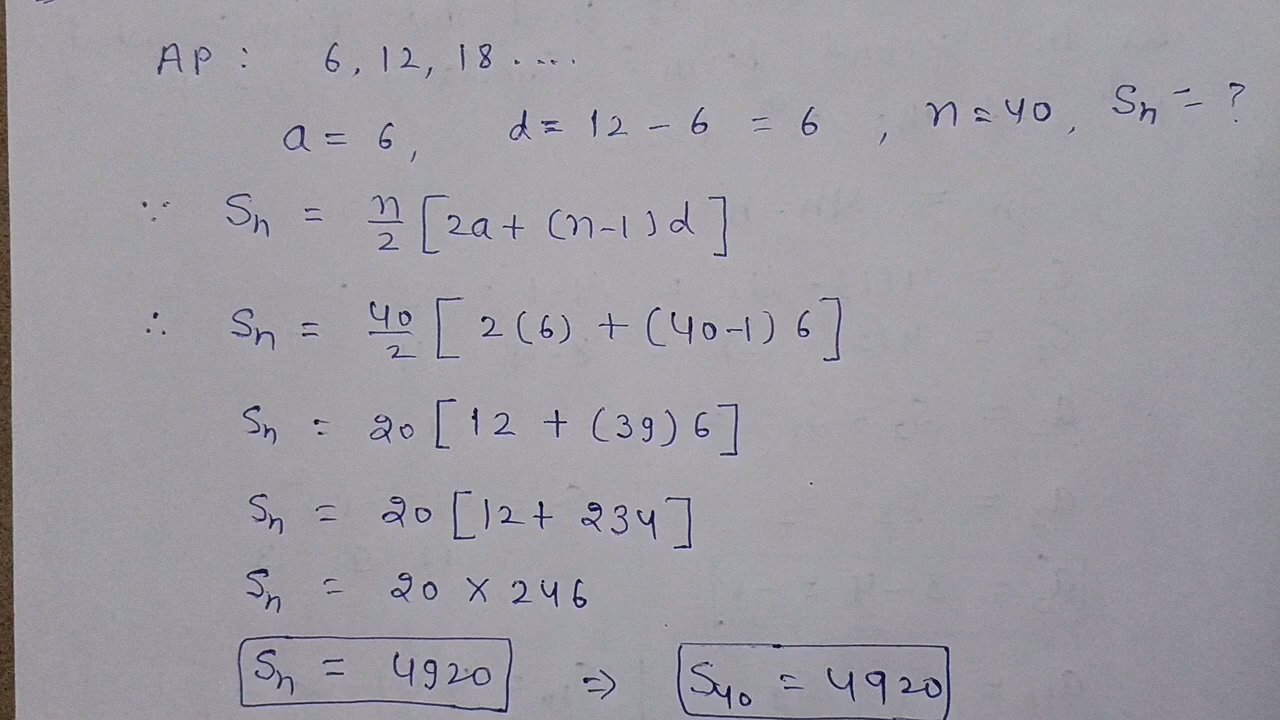 AP : 6, 12, 18 .....
a = 6, d = 12 - 6 = 6 , n = 40, Sn = ?
∵ Sn = n/2 [2a + (n-1)d]
∴ Sn = 40/2 [2(6) + (40-1)6]
Sn = 20 [12 + (39)6]
Sn = 20 [12 + 234]
Sn = 20 × 246
Sn = 4920 ⇒ S40 = 4920